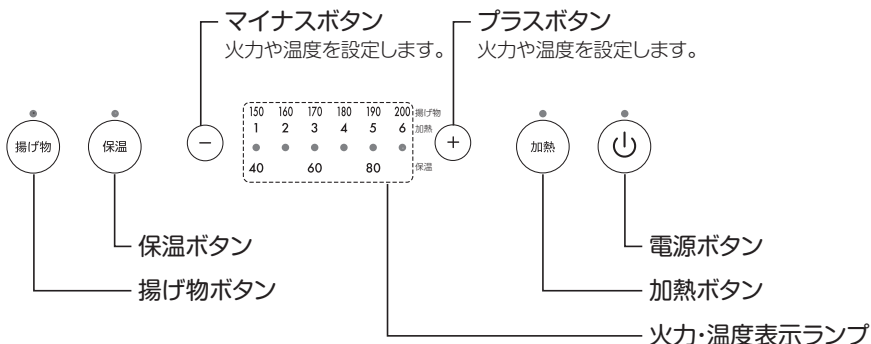 マイナスボタン
火力や温度を設定します。
プラスボタン
火力や温度を設定します。
150 160 170 180 190 200 揚げ物
1 2 3 4 5 6 加熱
40 60 80 保温
揚げ物
保温
−
+
加熱
保温ボタン
揚げ物ボタン
電源ボタン
加熱ボタン
火力・温度表示ランプ